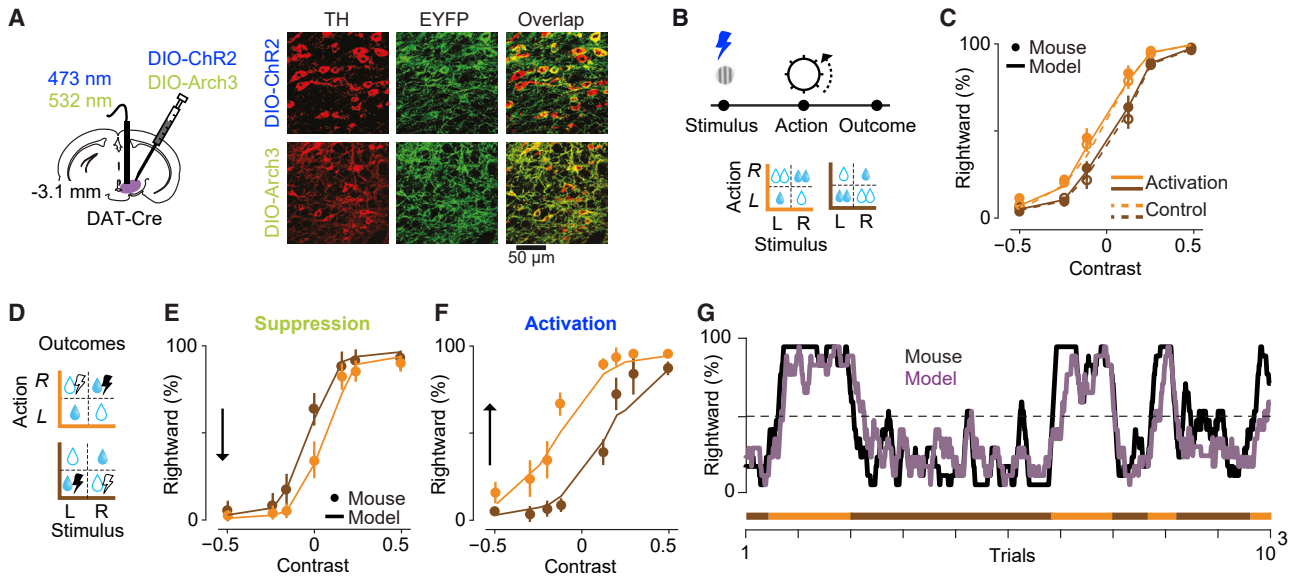 A
TH
EYFP
Overlap
473 nm
532 nm
DIO-ChR2
DIO-Arch3
-3.1 mm
DAT-Cre
DIO-ChR2
DIO-Arch3
50 µm
B
Stimulus
Action
Outcome
Action
R
L
L R
L R
Stimulus
C
Rightward (%)
100
0
Mouse
Model
Activation
Control
−0.5
0
0.5
Contrast
D
Outcomes
Action
R
L
L R
Stimulus
E
Suppression
Rightward (%)
100
0
Mouse
Model
−0.5
0
0.5
Contrast
F
Activation
Rightward (%)
100
0
−0.5
0
0.5
Contrast
G
Rightward (%)
100
0
Mouse
Model
1
Trials
10³